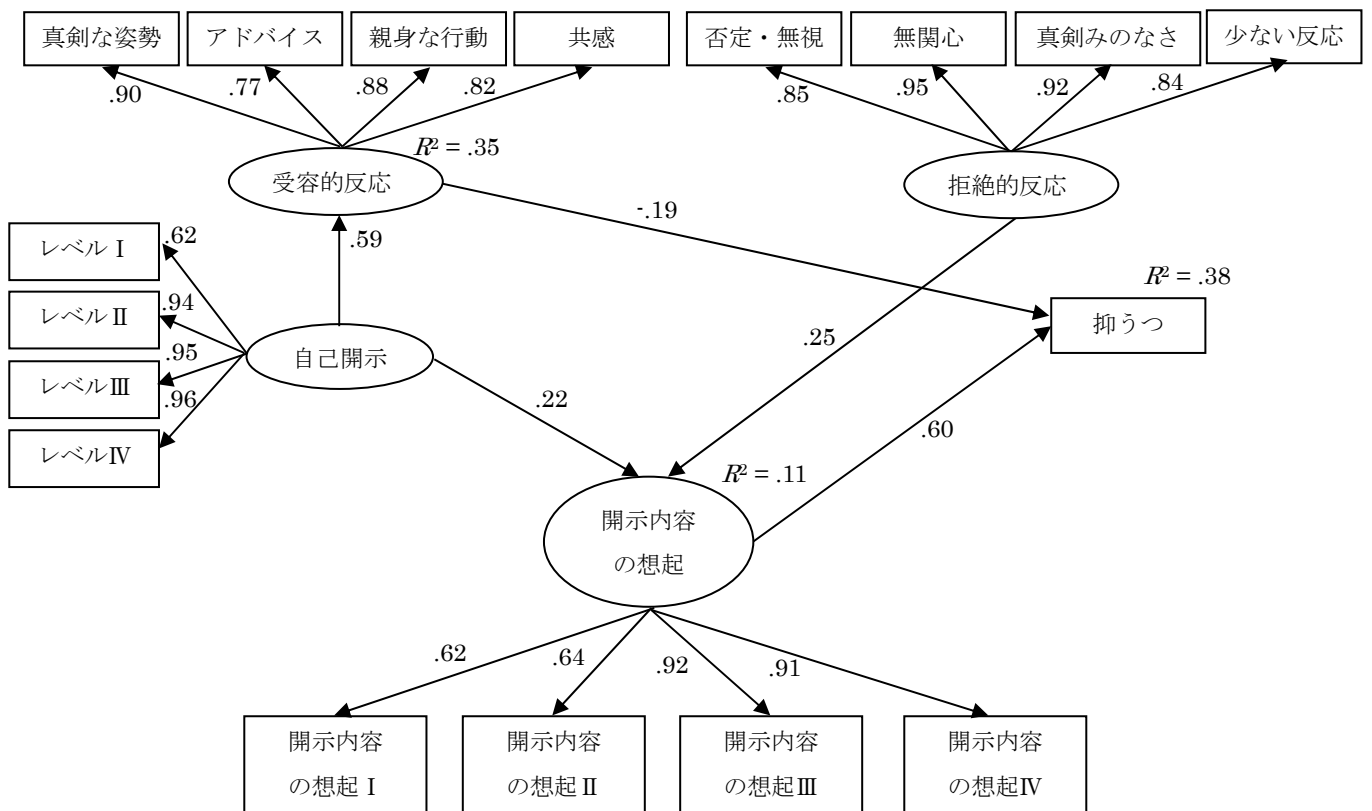 真剣な姿勢
アドバイス
親身な行動
共感
否定・無視
無関心
真剣みのなさ
少ない反応
.90
.77
.88
.82
.85
.95
.92
.84
R² = .35
受容的反応
拒絶的反応
-.19
.59
レベルⅠ
.62
レベルⅡ
.94
レベルⅢ
.95
レベルⅣ
.96
自己開示
R² = .38
抑うつ
.25
.22
.60
R² = .11
開示内容
の想起
.62
.64
.92
.91
開示内容
の想起Ⅰ
開示内容
の想起Ⅱ
開示内容
の想起Ⅲ
開示内容
の想起Ⅳ